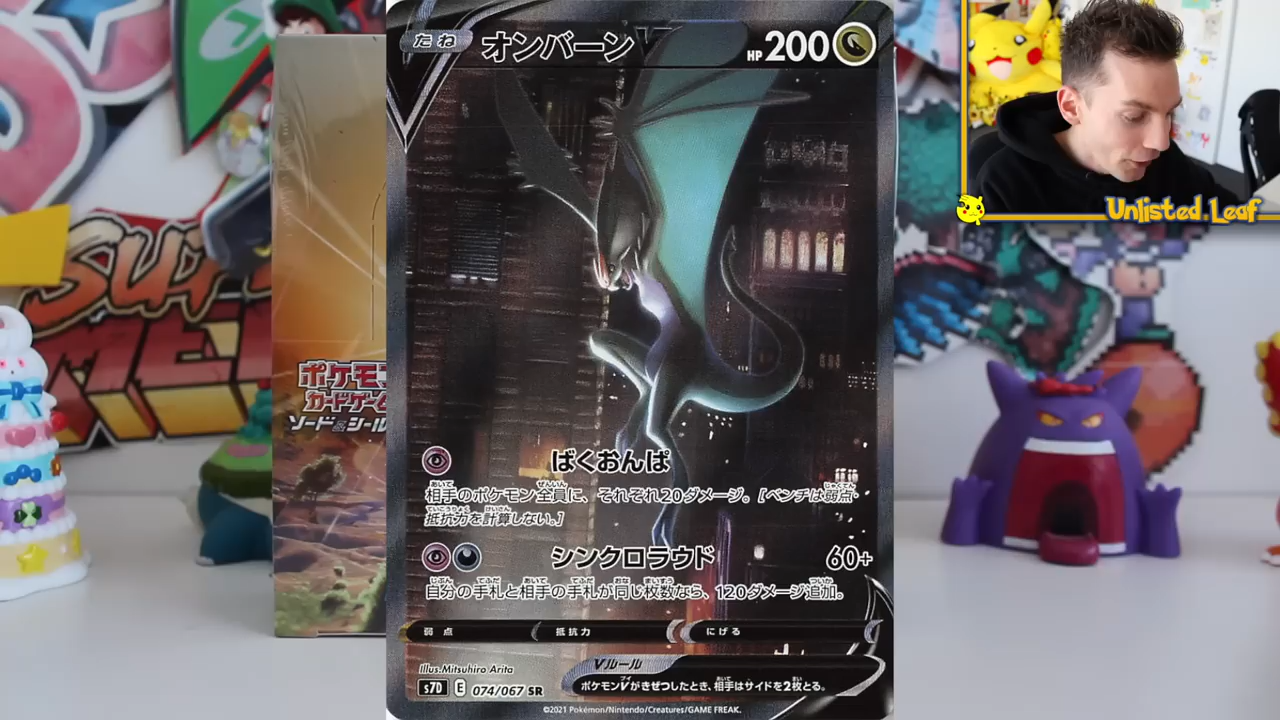 たね オンバーン V HP 200
ばくおんぱ
相手のポケモン全員に、それぞれ20ダメージ。[ベンチは弱点・
抵抗力を計算しない。]
シンクロラウド 60+
自分の手札と相手の手札が同じ枚数なら、120ダメージ追加。
弱点 抵抗力 にげる
Illus.Mitsuhiro Arita
Vルール
ポケモンVがきぜつしたとき、相手はサイドを2枚とる。
s7D E 074/067 SR
©2021 Pokémon/Nintendo/Creatures/GAME FREAK.
ポケモ
カードゲー
ソード&シール
Unlisted Leaf